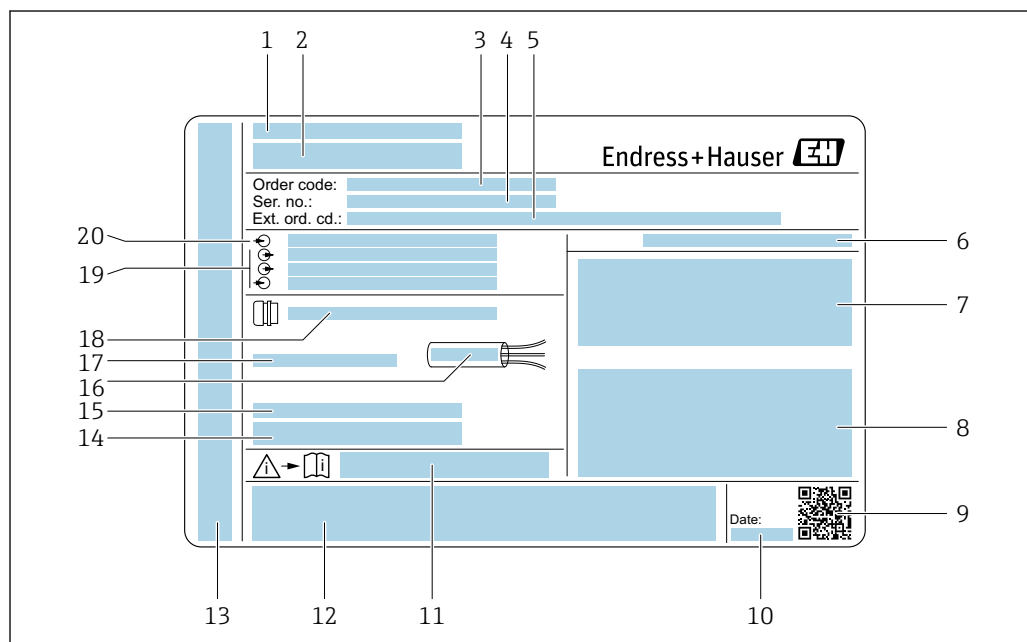 1 2 3 4 5
Endress+Hauser EH
Order code:
Ser. no.:
Ext. ord. cd.:
20
6
19
7
18
17
16
15
14
8
i i
9
Date:
13 12 11 10